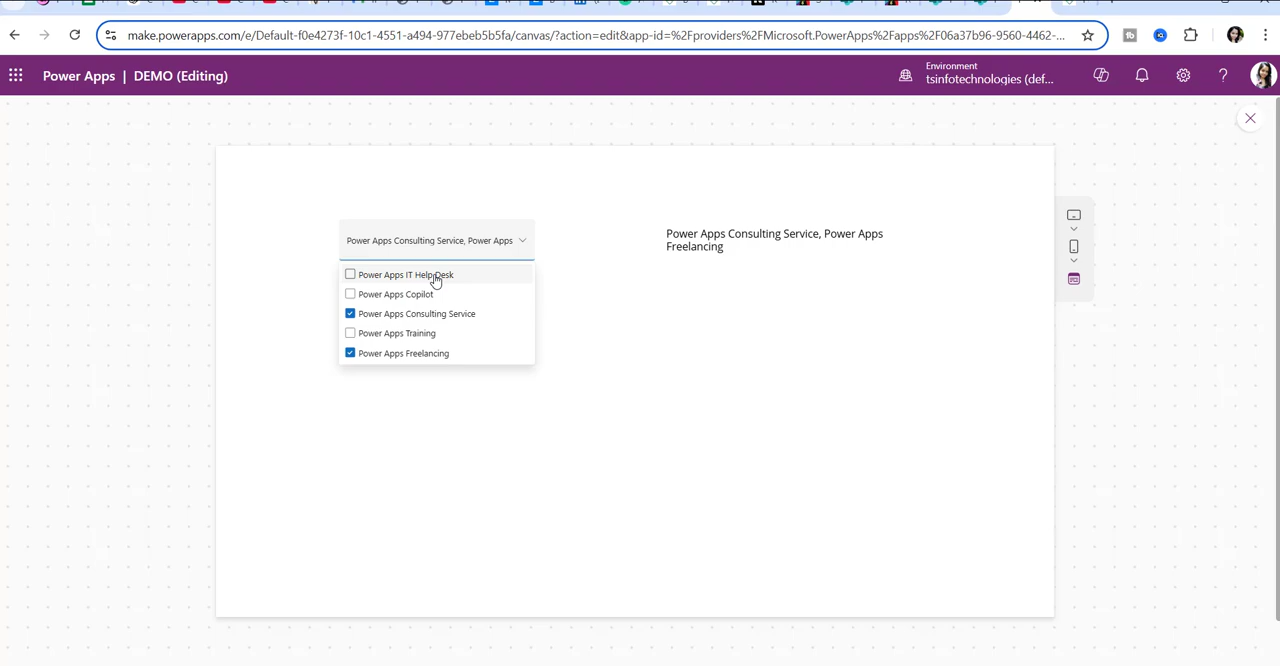 make.powerapps.com/e/Default-f0e4273f-10c1-4551-a494-977ebeb5b5fa/canvas/?action=edit&app-id=%2Fproviders%2FMicrosoft.PowerApps%2Fapps%2F06a37b96-9560-4462-...
Power Apps | DEMO (Editing)
Environment
tsinfotechnologies (def...
Power Apps Consulting Service, Power Apps
Power Apps IT Help Desk
Power Apps Copilot
Power Apps Consulting Service
Power Apps Training
Power Apps Freelancing
Power Apps Consulting Service, Power Apps
Freelancing